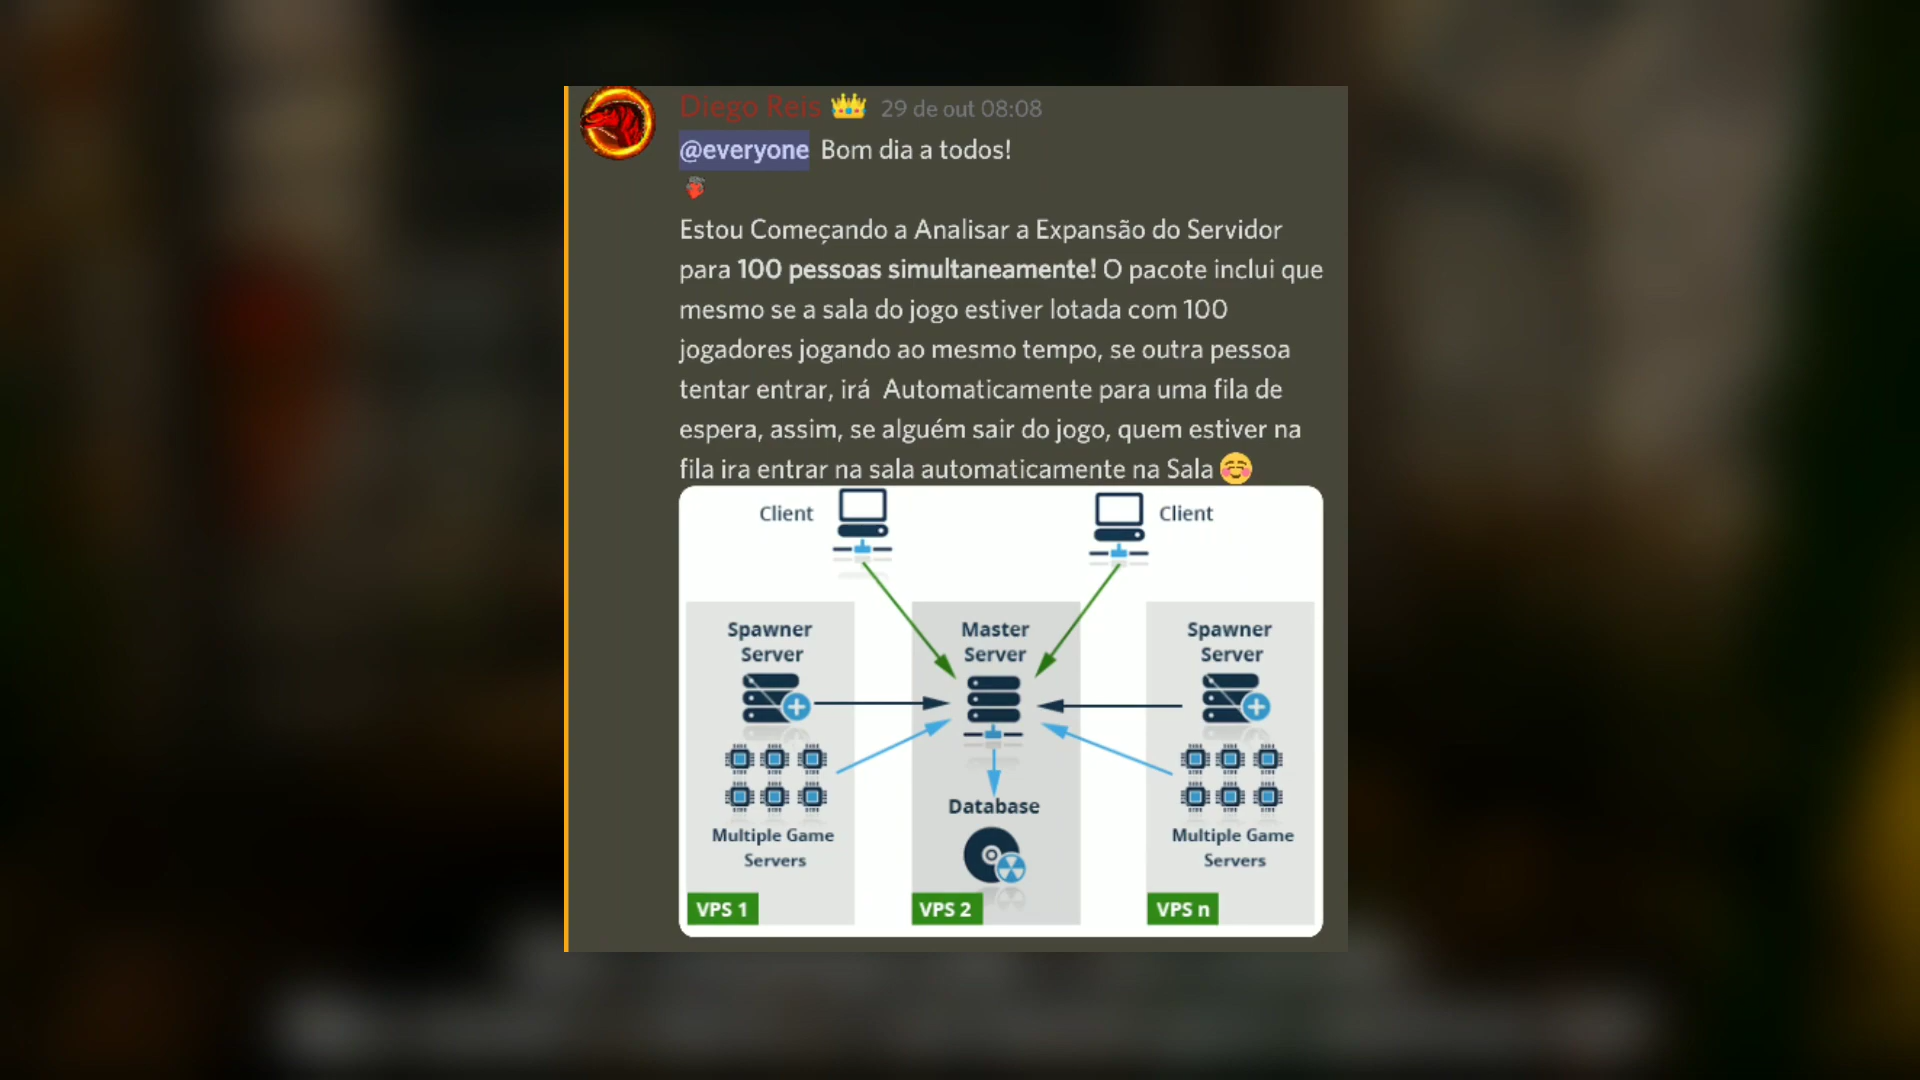 Diego Reis 29 de out 08:08
@everyone Bom dia a todos!
Estou Começando a Analisar a Expansão do Servidor
para 100 pessoas simultaneamente! O pacote inclui que
mesmo se a sala do jogo estiver lotada com 100
jogadores jogando ao mesmo tempo, se outra pessoa
tentar entrar, irá Automaticamente para uma fila de
espera, assim, se alguém sair do jogo, quem estiver na
fila ira entrar na sala automaticamente na Sala
Client
Client
Spawner
Server
Master
Server
Spawner
Server
Multiple Game
Servers
Database
Multiple Game
Servers
VPS 1
VPS 2
VPS n